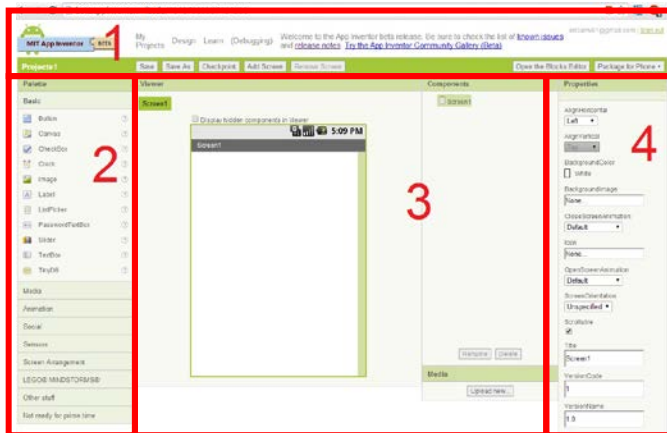 1
MIT App Inventor BETA
My Projects Design Learn (Debugging)
Welcome to the App Inventor beta release. Be sure to check the list of known issues
and release notes. Try the App Inventor Community Gallery (Beta)
Projecte1
Save Save As Checkpoint Add Screen Remove Screen Open the Blocks Editor Package for Phone
Palette
Basic
Button
Canvas
CheckBox
Clock
Image
Label
ListPicker
PasswordTextBox
Slider
TextBox
TinyDB
Media
Animation
Social
Sensors
Screen Arrangement
LEGO® MINDSTORMS®
Other stuff
Not ready for prime time
2
Viewer
Screen1
Display hidden components in Viewer
5:09 PM
Screen1
3
Components
Screen1
Rename Delete
Media
Upload new...
Properties
4
AlignHorizontal
Left
AlignVertical
Top
BackgroundColor
White
BackgroundImage
None...
CloseScreenAnimation
Default
Icon
None...
OpenScreenAnimation
Default
ScreenOrientation
Unspecified
Scrollable
Title
Screen1
VersionCode
1
VersionName
1.0